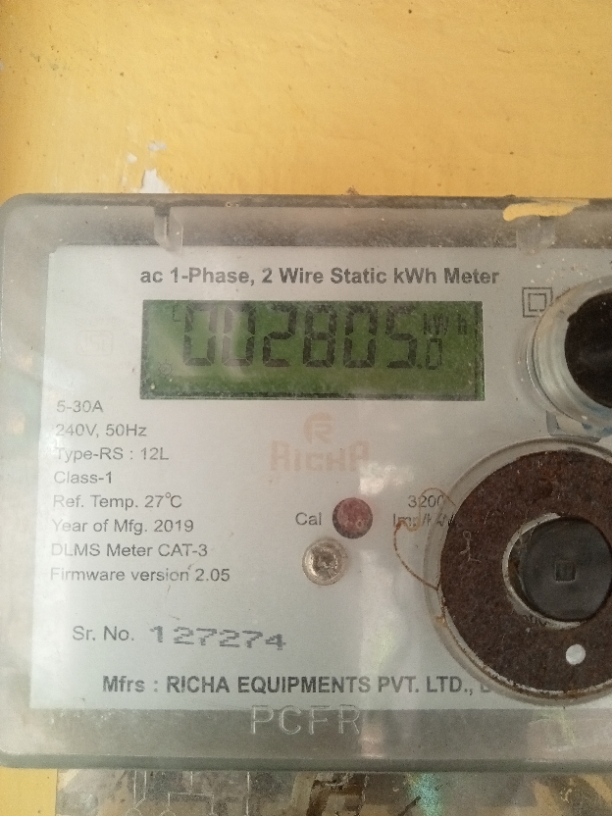 ac 1-Phase, 2 Wire Static kWh Meter
002805.0 kWh
5-30A
240V, 50Hz
Type-RS : 12L
Class-1
Ref. Temp. 27°C
Year of Mfg. 2019
DLMS Meter CAT-3
Firmware version 2.05
RICHA
Cal
3200
Sr. No. 127274
Mfrs : RICHA EQUIPMENTS PVT. LTD.,
PCFR